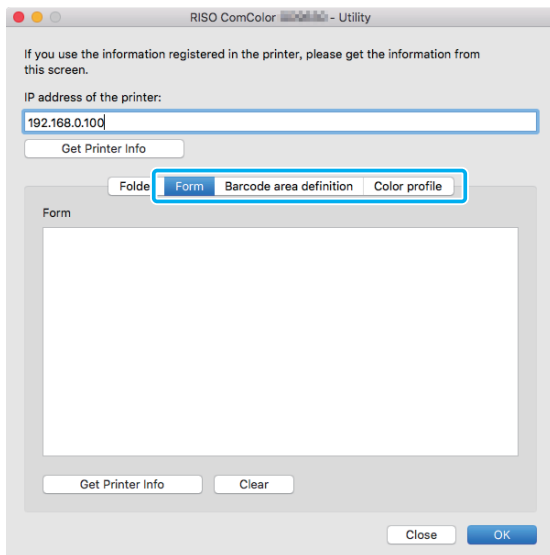 RISO ComColor - Utility
If you use the information registered in the printer, please get the information from
this screen.
IP address of the printer:
192.168.0.100
Get Printer Info
Folde Form Barcode area definition Color profile
Form
Get Printer Info Clear
Close OK